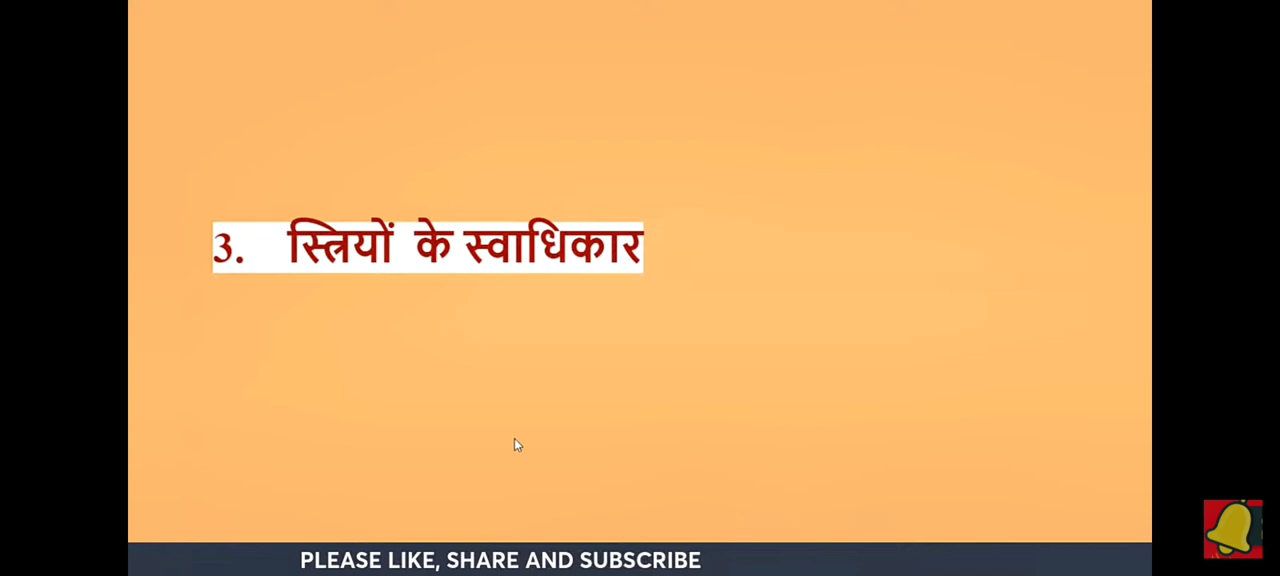 3. स्त्रियों के स्वाधिकार
PLEASE LIKE, SHARE AND SUBSCRIBE